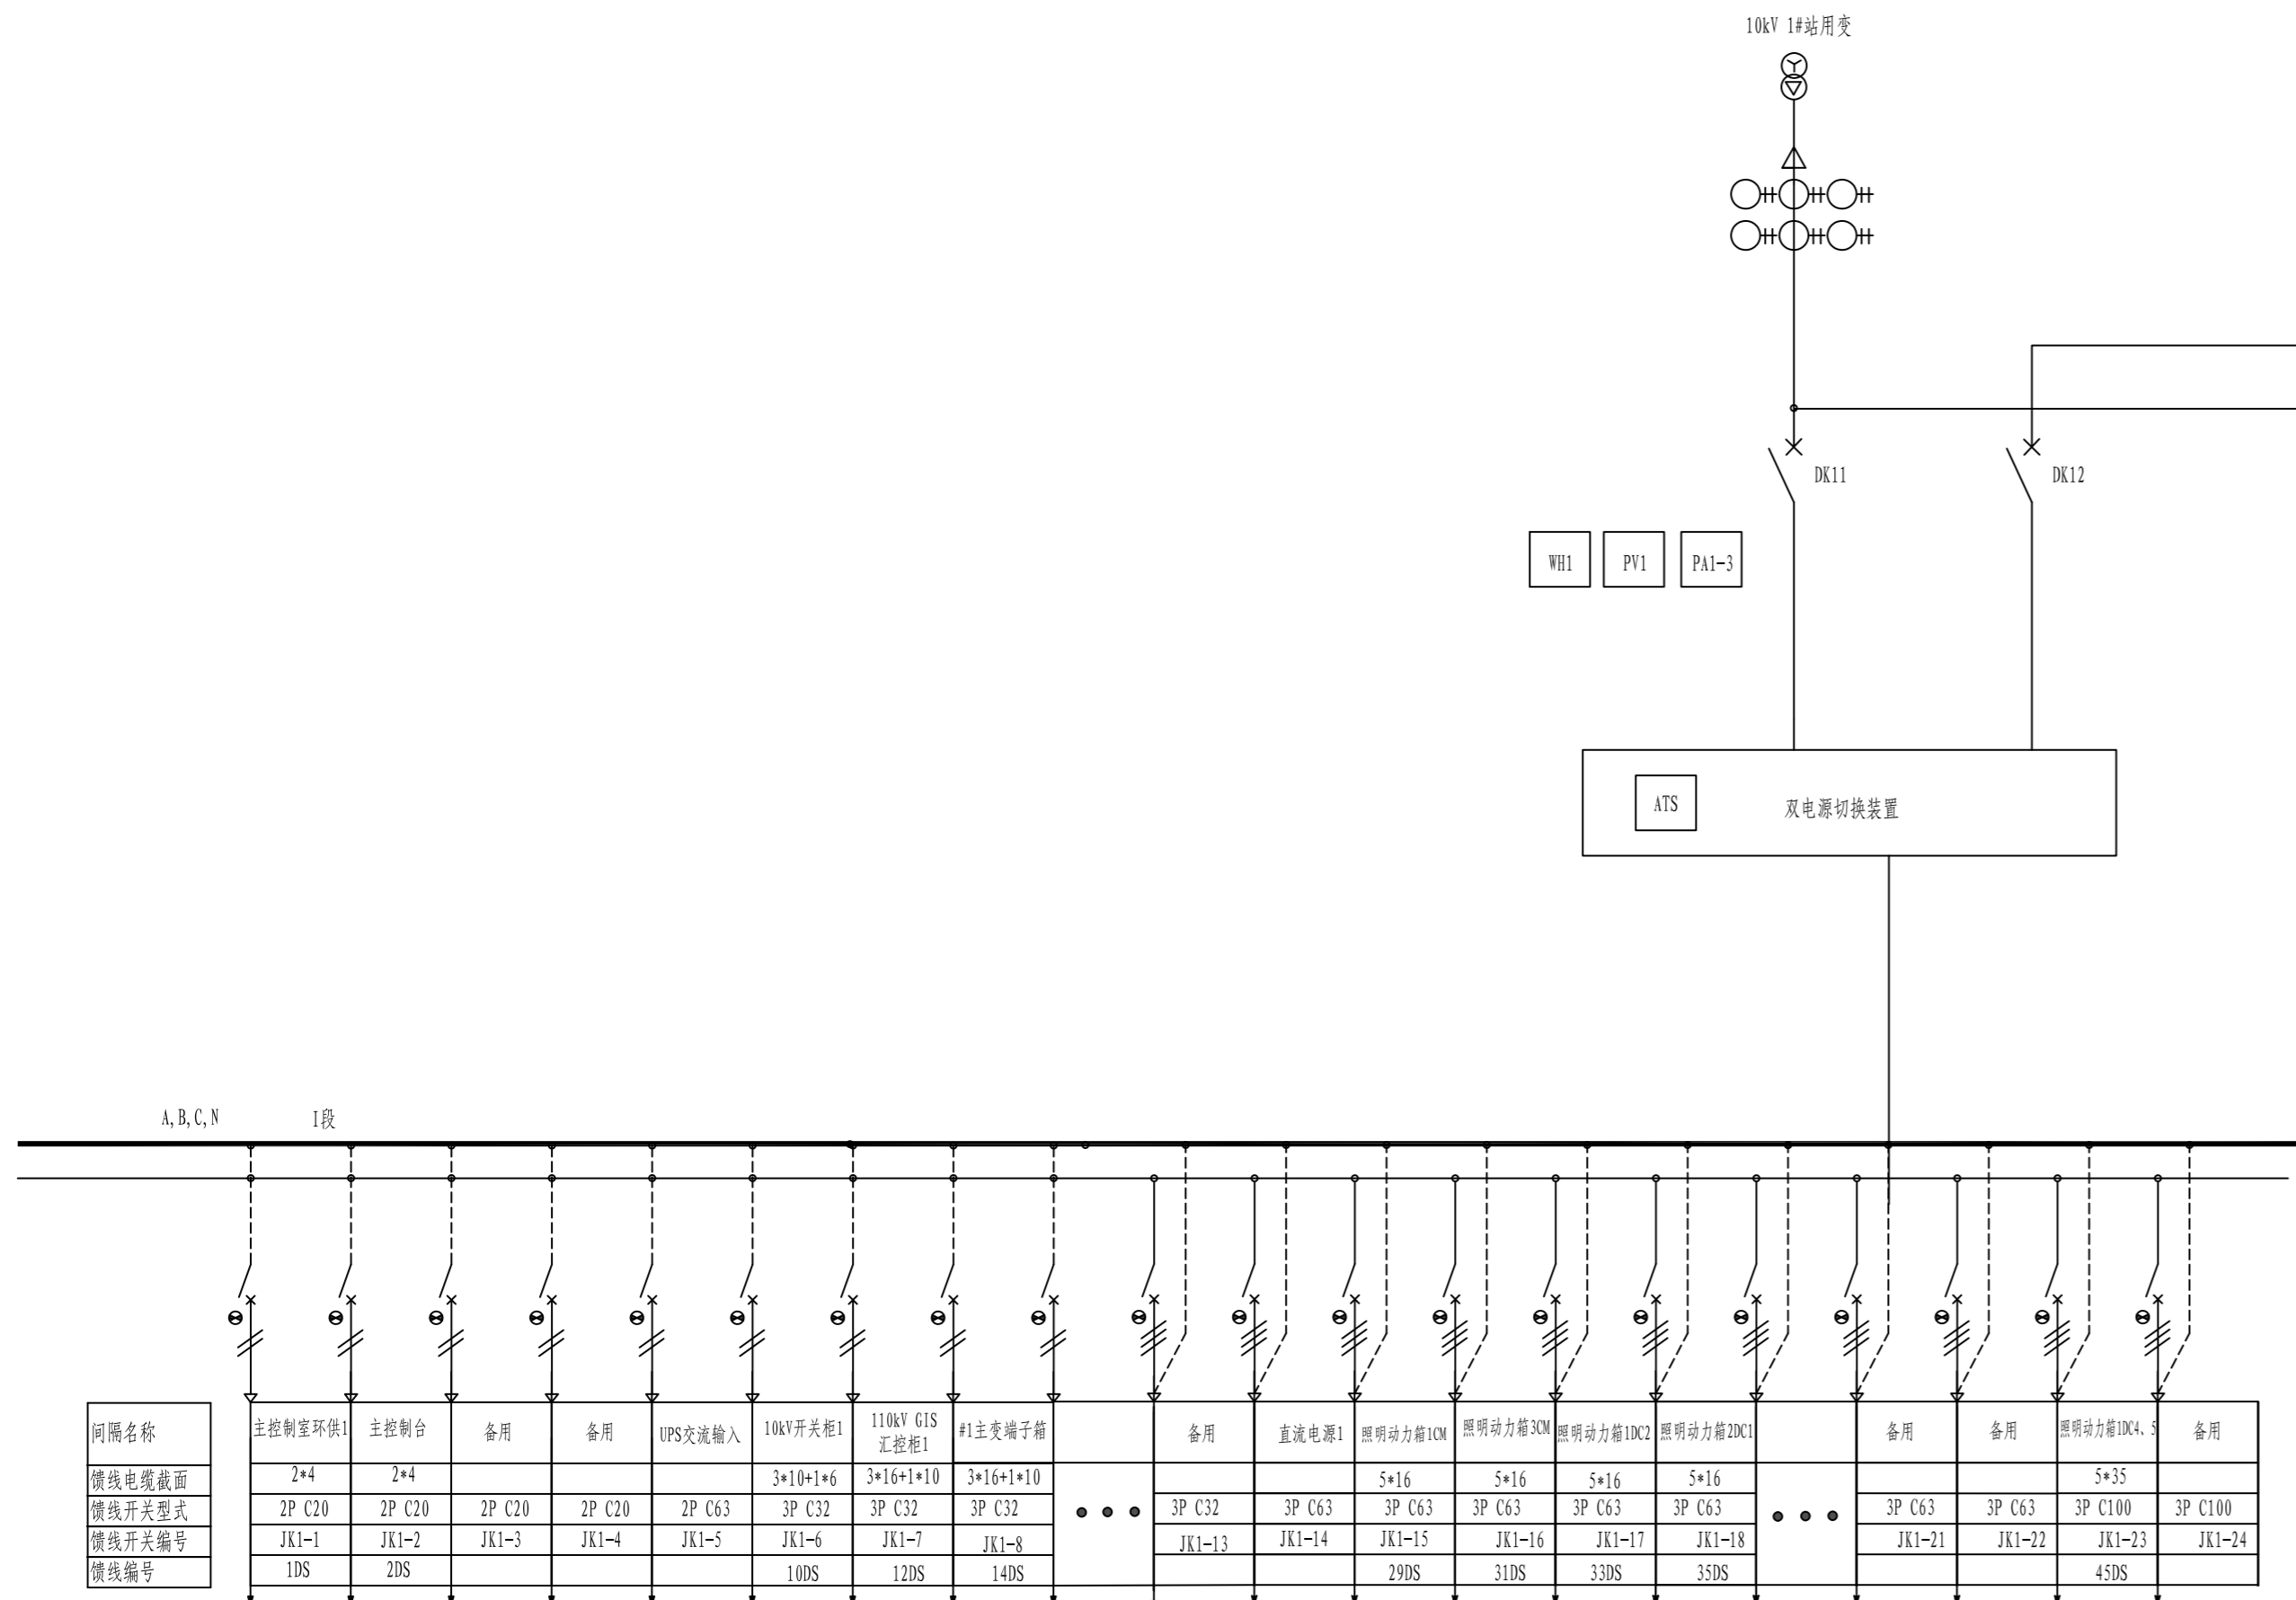 10kV 1#站用变
DK11
DK12
WH1
PV1
PA1-3
ATS
双电源切换装置
A,B,C,N
I段
间隔名称 主控制室环供1 主控制台 备用 备用 UPS交流输入 10kV开关柜1 110kV GIS
汇控柜1 #1主变端子箱 备用 直流电源1 照明动力箱1CM 照明动力箱3CM 照明动力箱1DC2 照明动力箱2DC1 备用 备用 照明动力箱1DC4、5 备用
馈线电缆截面 2*4 2*4 3*10+1*6 3*16+1*10 3*16+1*10 5*16 5*16 5*16 5*16 5*35
馈线开关型式 2P C20 2P C20 2P C20 2P C20 2P C63 3P C32 3P C32 3P C32 3P C32 3P C63 3P C63 3P C63 3P C63 3P C63 3P C63 3P C63 3P C100 3P C100
馈线开关编号 JK1-1 JK1-2 JK1-3 JK1-4 JK1-5 JK1-6 JK1-7 JK1-8 JK1-13 JK1-14 JK1-15 JK1-16 JK1-17 JK1-18 JK1-21 JK1-22 JK1-23 JK1-24
馈线编号 1DS 2DS 10DS 12DS 14DS 29DS 31DS 33DS 35DS 45DS